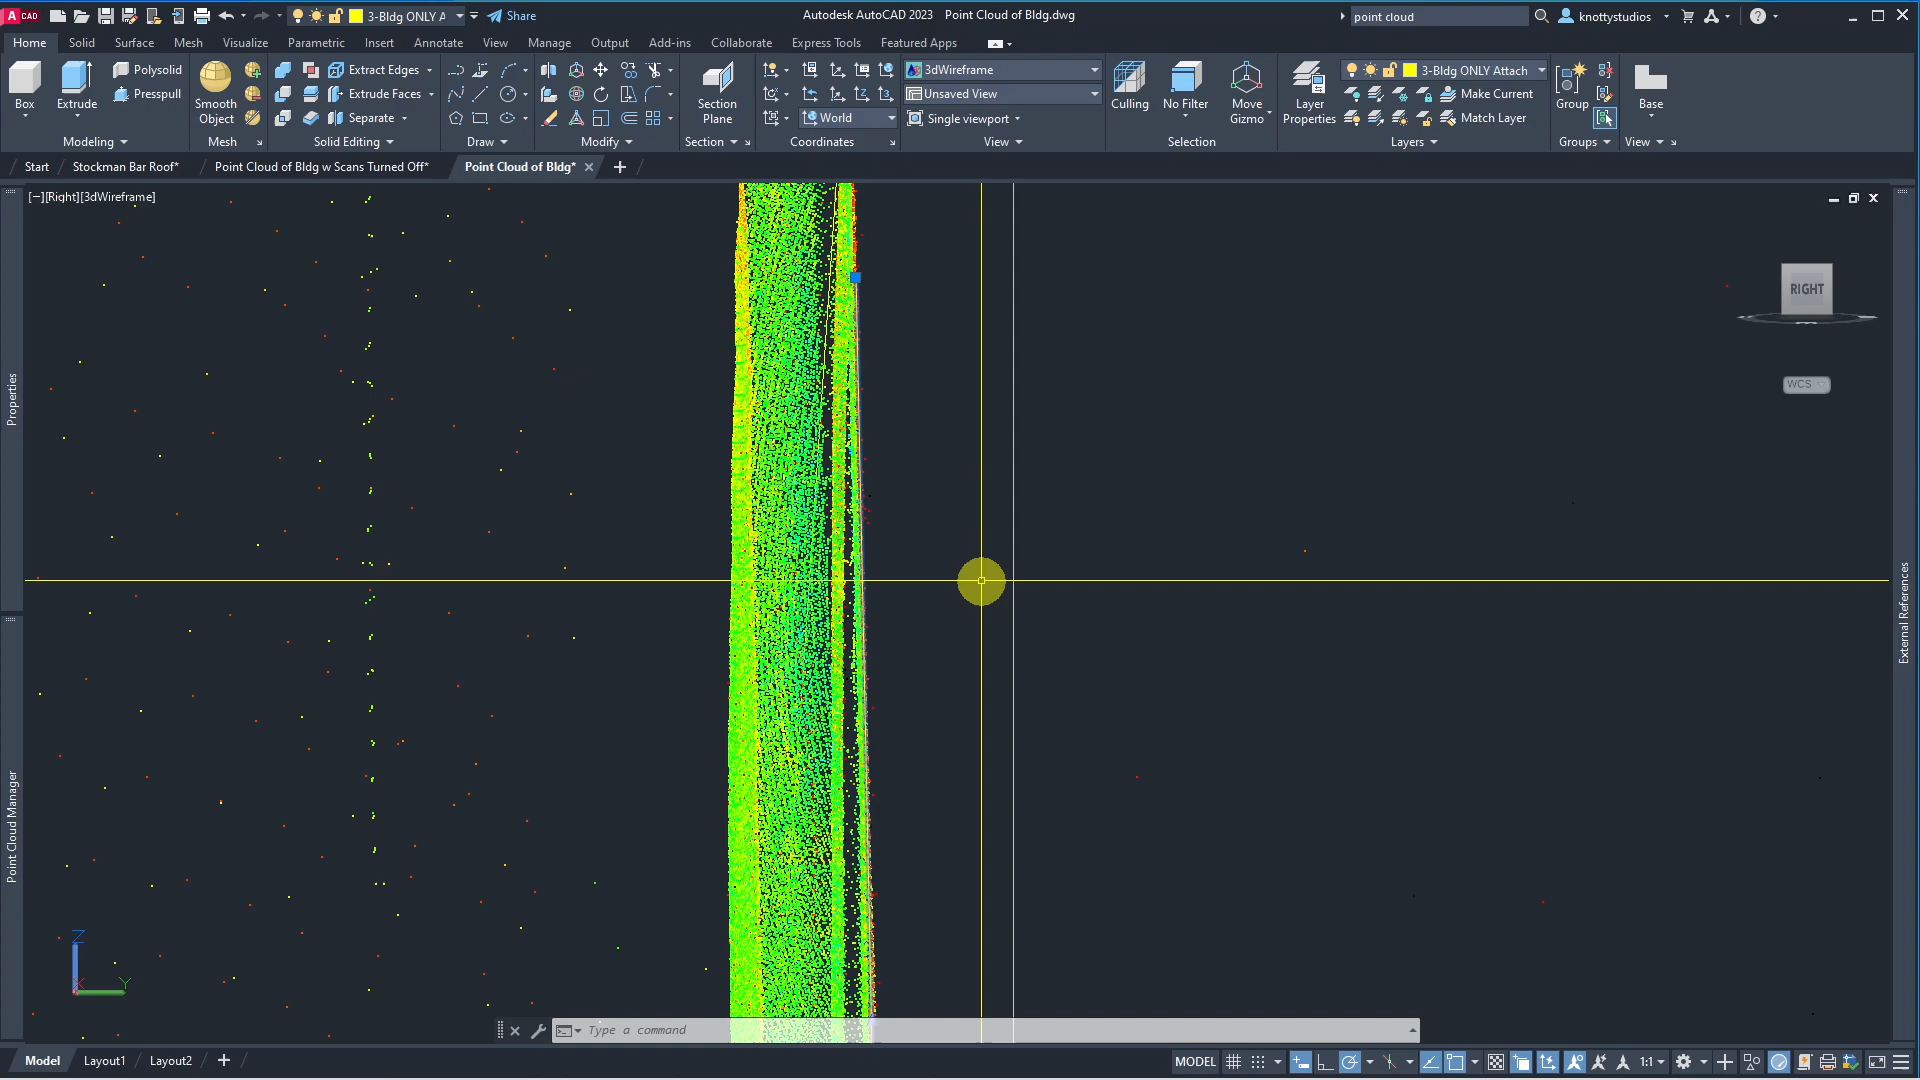 A CAD
3-Bldg ONLY A
Share
Autodesk AutoCAD 2023 Point Cloud of Bldg.dwg
point cloud
knottystudios
Home Solid Surface Mesh Visualize Parametric Insert Annotate View Manage Output Add-ins Collaborate Express Tools Featured Apps
Box
Extrude
Polysolid
Presspull
Smooth
Object
Extract Edges
Extrude Faces
Separate
World
Section
Plane
3dWireframe
Unsaved View
Single viewport
Culling
No Filter
Move
Gizmo
Layer
Properties
3-Bldg ONLY Attach
Make Current
Match Layer
Group
Base
Modeling Mesh Solid Editing Draw Modify Section Coordinates View Selection Layers Groups View
Start Stockman Bar Roof* Point Cloud of Bldg w Scans Turned Off* Point Cloud of Bldg*
[−][Right][3dWireframe]
RIGHT
WCS
Properties
Point Cloud Manager
External References
Z
X
Y
Type a command
Model Layout1 Layout2
MODEL
1:1